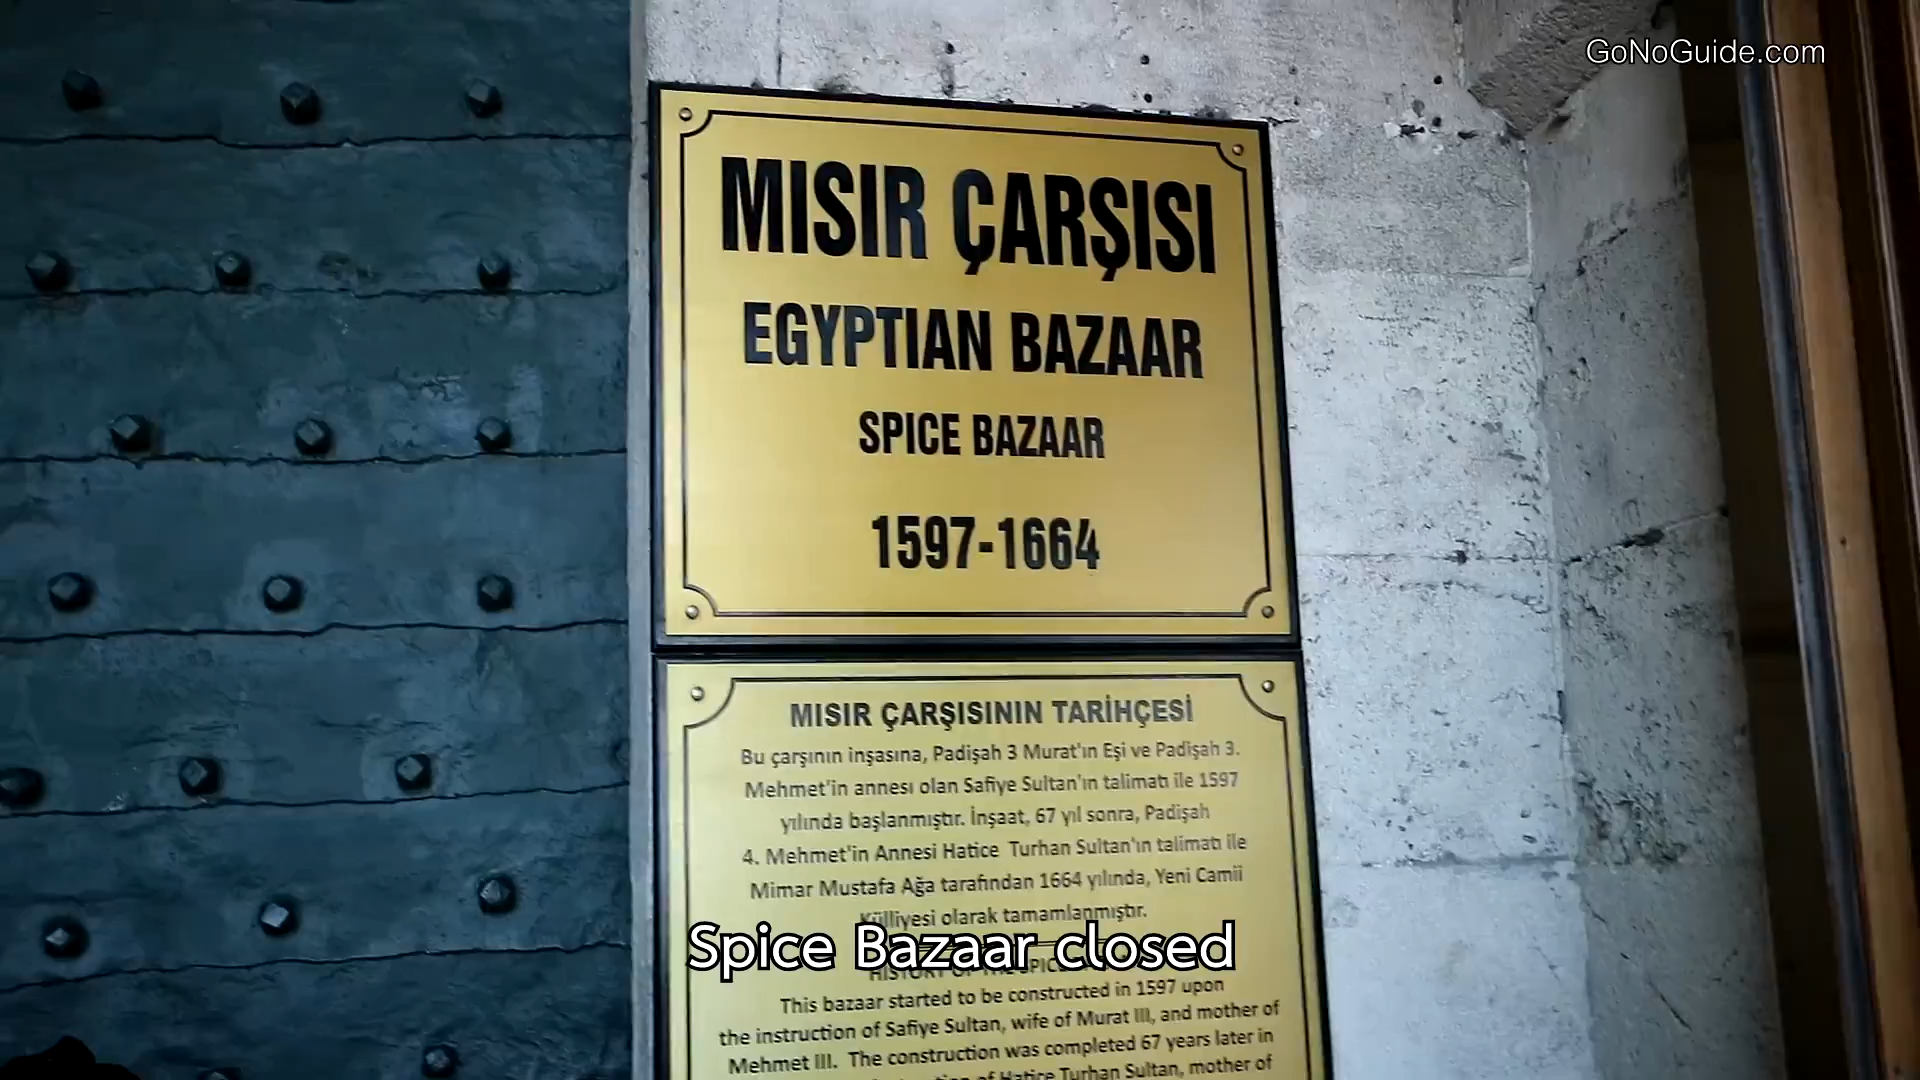 GoNoGuide.com
MISIR ÇARŞISI
EGYPTIAN BAZAAR
SPICE BAZAAR
1597-1664
MISIR ÇARŞISININ TARİHÇESİ
Bu çarşının inşasına, Padişah 3 Murat'ın Eşi ve Padişah 3.
Mehmet'in annesi olan Safiye Sultan'ın talimatı ile 1597
yılında başlanmıştır. İnşaat, 67 yıl sonra, Padişah
4. Mehmet'in Annesi Hatice Turhan Sultan'ın talimatı ile
Mimar Mustafa Ağa tarafından 1664 yılında, Yeni Camii
Külliyesi olarak tamamlanmıştır.
Spice Bazaar closed
HISTORY OF THE
This bazaar started to be constructed in 1597 upon
the instruction of Safiye Sultan, wife of Murat III, and mother of
Mehmet III. The construction was completed 67 years later in
of Hatice Turhan Sultan, mother of